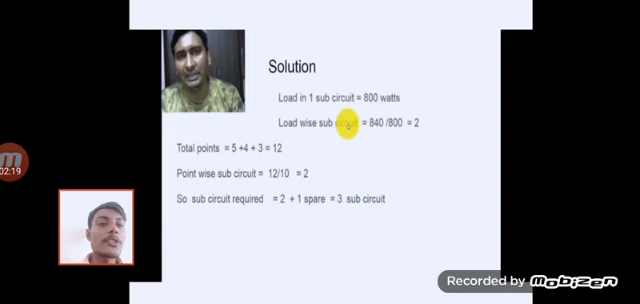 Solution
Load in 1 sub circuit = 800 watts
Load wise sub circuit = 840 /800 = 2
Total points = 5 +4 + 3 = 12
Point wise sub circuit = 12/10 = 2
So sub circuit required = 2 + 1 spare = 3 sub circuit
02:19
Recorded by mobizen